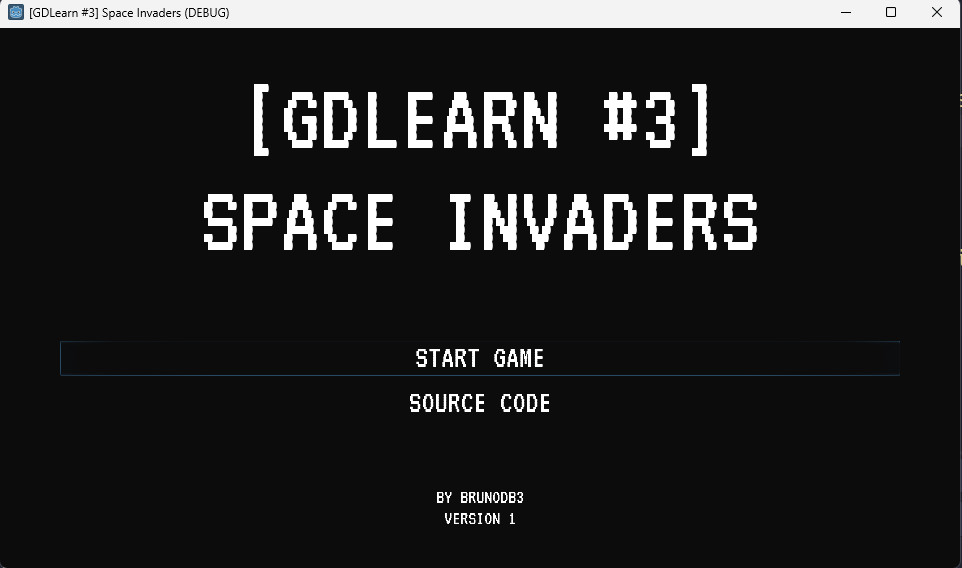 [GDLearn #3] Space Invaders (DEBUG)
[GDLEARN #3]
SPACE INVADERS
START GAME
SOURCE CODE
BY BRUNODB3
VERSION 1